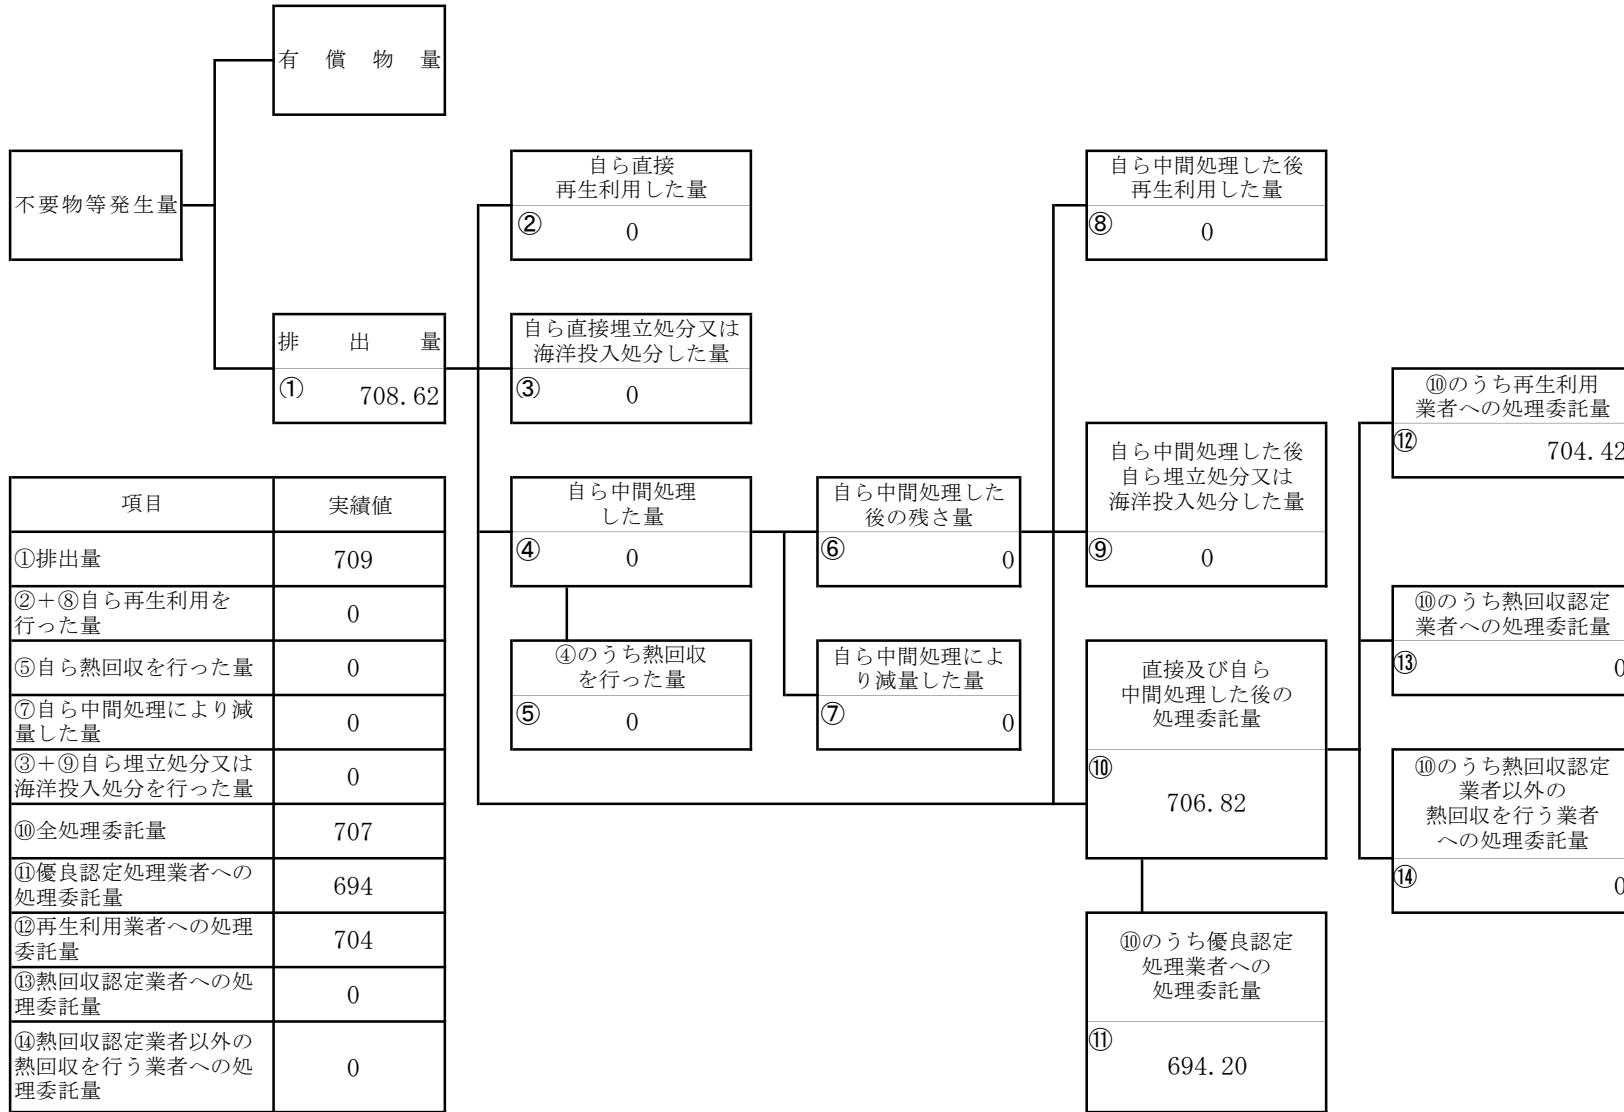 有償物量
不要物等発生量
自ら直接
再生利用した量
②
0
自ら中間処理した後
再生利用した量
⑧
0
排出量
①
708.62
自ら直接埋立処分又は
海洋投入処分した量
③
0
⑩のうち再生利用
業者への処理委託量
⑫
704.42
自ら中間処理した後
自ら埋立処分又は
海洋投入処分した量
⑨
0
自ら中間処理
した量
④
0
自ら中間処理した
後の残さ量
⑥
0
⑩のうち熱回収認定
業者への処理委託量
⑬
0
④のうち熱回収
を行った量
⑤
0
自ら中間処理によ
り減量した量
⑦
0
直接及び自ら
中間処理した後の
処理委託量
⑩
706.82
⑩のうち熱回収認定
業者以外の
熱回収を行う業者
への処理委託量
⑭
0
⑩のうち優良認定
処理業者への
処理委託量
⑪
694.20
項目 実績値
①排出量 709
②+⑧自ら再生利用を
行った量
0
⑤自ら熱回収を行った量 0
⑦自ら中間処理により減
量した量
0
③+⑨自ら埋立処分又は
海洋投入処分を行った量
0
⑩全処理委託量 707
⑪優良認定処理業者への
処理委託量
694
⑫再生利用業者への処理
委託量
704
⑬熱回収認定業者への処
理委託量
0
⑭熱回収認定業者以外の
熱回収を行う業者への処
理委託量
0